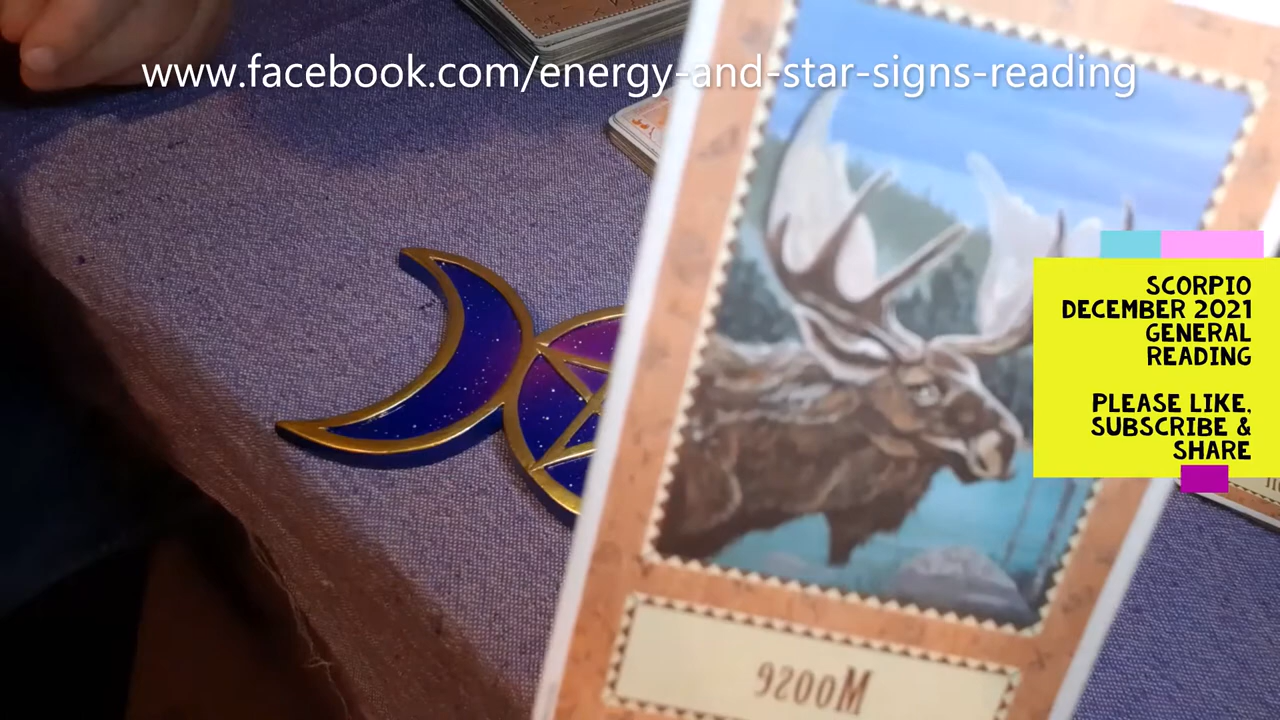 www.facebook.com/energy-and-star-signs-reading
SCORPIO
DECEMBER 2021
GENERAL
READING
PLEASE LIKE,
SUBSCRIBE &
SHARE
Moose